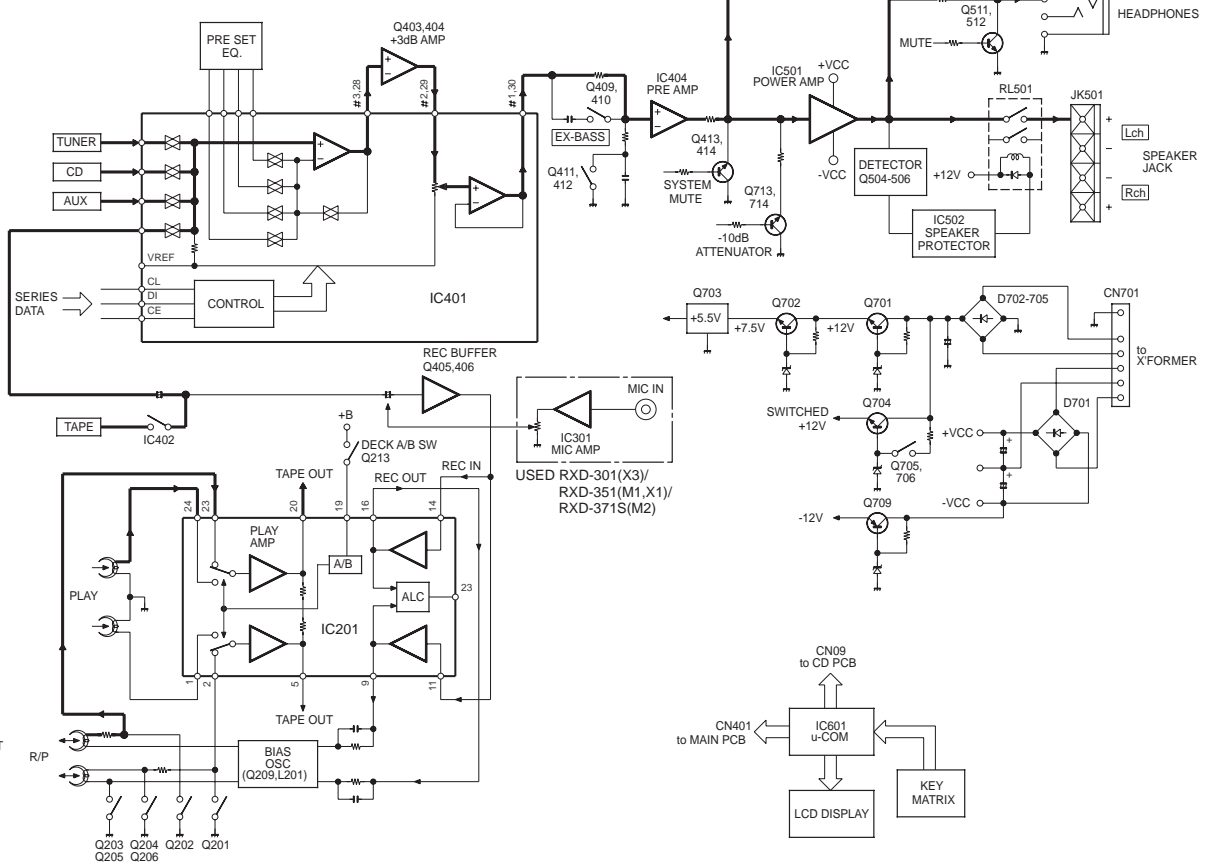 Q511,
512
HEADPHONES
MUTE
PRE SET
EQ.
Q403,404
+3dB AMP
#3,28
#2,29
#1,30
Q409,
410
EX-BASS
Q411,
412
IC404
PRE AMP
IC501
POWER AMP
+VCC
-VCC
Q413,
414
SYSTEM
MUTE
Q713,
714
-10dB
ATTENUATOR
RL501
JK501
+
Lch
-
SPEAKER
JACK
-
Rch
+
DETECTOR
Q504-506
+12V
IC502
SPEAKER
PROTECTOR
TUNER
CD
AUX
VREF
SERIES
DATA
CL
DI
CE
CONTROL
IC401
Q703
+5.5V
+7.5V
Q702
+12V
Q701
D702-705
CN701
to
X'FORMER
SWITCHED
+12V
Q704
Q705,
706
D701
+VCC
+
+
-VCC
-12V
Q709
REC BUFFER
Q405,406
TAPE
IC402
MIC IN
IC301
MIC AMP
USED RXD-301(X3)/
RXD-351(M1,X1)/
RXD-371S(M2)
+B
DECK A/B SW
Q213
TAPE OUT
REC OUT
REC IN
24
23
20
19
16
14
PLAY
AMP
A/B
ALC
23
PLAY
IC201
1
2
5
9
11
TAPE OUT
R/P
BIAS
OSC
(Q209,L201)
Q203
Q205
Q204
Q206
Q202
Q201
CN09
to CD PCB
CN401
to MAIN PCB
IC601
u-COM
LCD DISPLAY
KEY
MATRIX